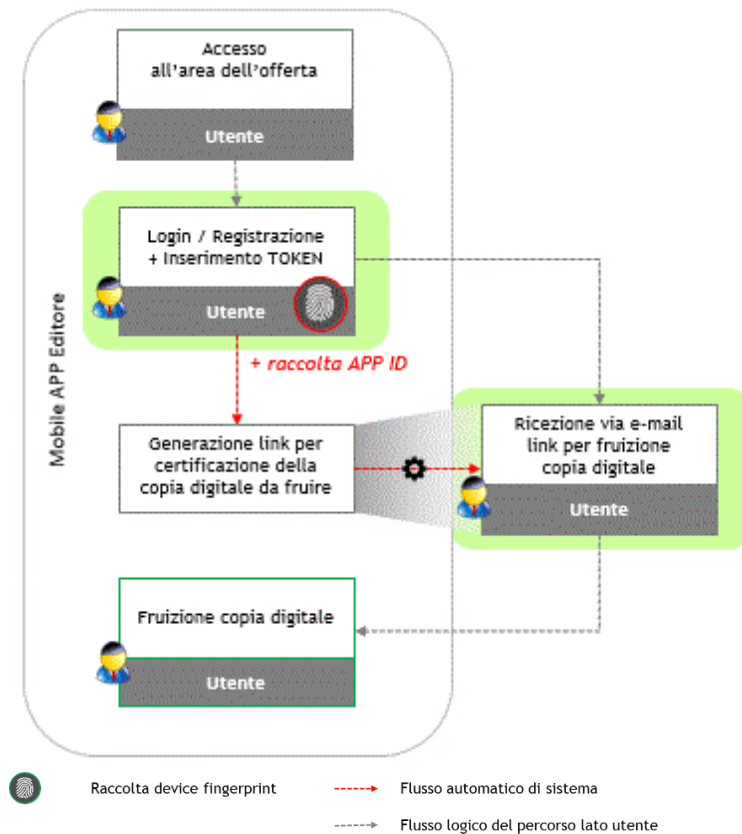 Accesso
all'area dell'offerta
Utente
Login / Registrazione
+ Inserimento TOKEN
Utente
+ raccolta APP ID
Mobile APP Editore
Generazione link per
certificazione della
copia digitale da fruire
Ricezione via e-mail
link per fruizione
copia digitale
Utente
Fruizione copia digitale
Utente
Raccolta device fingerprint
Flusso automatico di sistema
Flusso logico del percorso lato utente